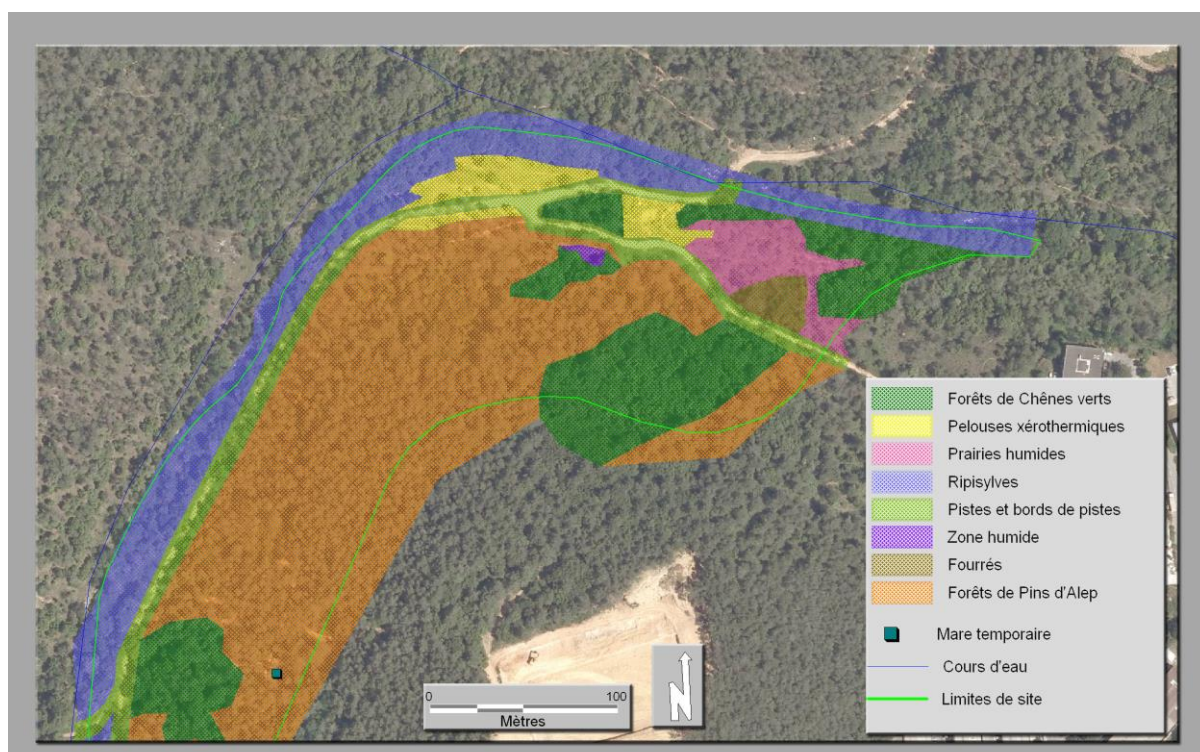 Forêts de Chênes verts
Pelouses xérothermiques
Prairies humides
Ripisylves
Pistes et bords de pistes
Zone humide
Fourrés
Forêts de Pins d'Alep
Mare temporaire
Cours d'eau
Limites de site
0 100
Mètres
N